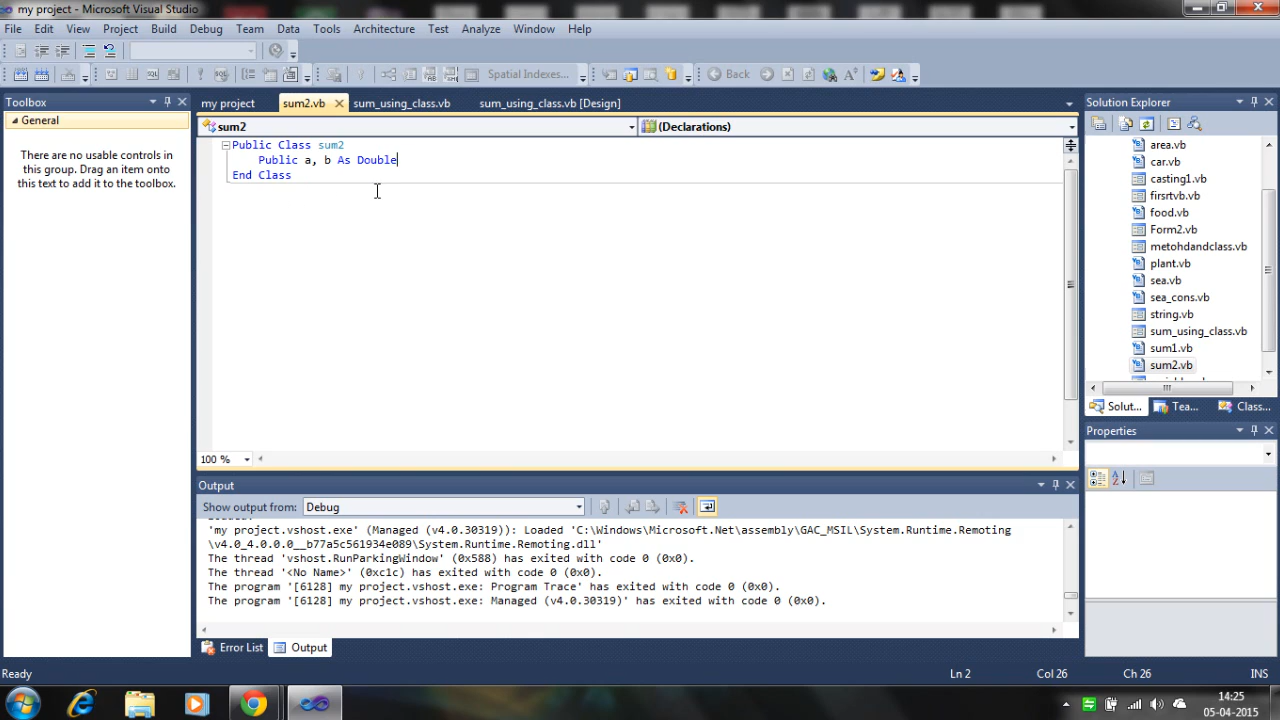 my project - Microsoft Visual Studio
File Edit View Project Build Debug Team Tools Data Format Architecture Test Analyze Window Help
Spatial Indexes... Back
Toolbox
General
There are no usable controls in
this group. Drag an item onto
this text to add it to the toolbox.
my project sum2.vb sum_using_class.vb sum_using_class.vb [Design]
sum2 (Declarations)
Public Class sum2
Public a, b As Double
End Class
100 %
Output
Show output from: Debug
'my project.vshost.exe' (Managed (v4.0.30319)): Loaded 'C:\Windows\Microsoft.Net\assembly\GAC_MSIL\System.Runtime.Remoting
\v4.0_4.0.0.0__b77a5c561934e089\System.Runtime.Remoting.dll'
The thread 'vshost.RunParkingWindow' (0x588) has exited with code 0 (0x0).
The thread '<No Name>' (0xc1c) has exited with code 0 (0x0).
The program '[6128] my project.vshost.exe: Program Trace' has exited with code 0 (0x0).
The program '[6128] my project.vshost.exe: Managed (v4.0.30319)' has exited with code 0 (0x0).
Error List Output
Solution Explorer
area.vb
car.vb
casting1.vb
firsrtvb.vb
food.vb
Form2.vb
metohdandclass.vb
plant.vb
sea.vb
sea_cons.vb
string.vb
sum_using_class.vb
sum1.vb
sum2.vb
Solut... Tea... Class...
Properties
Ready Ln 2 Col 26 Ch 26 INS
14:25
05-04-2015